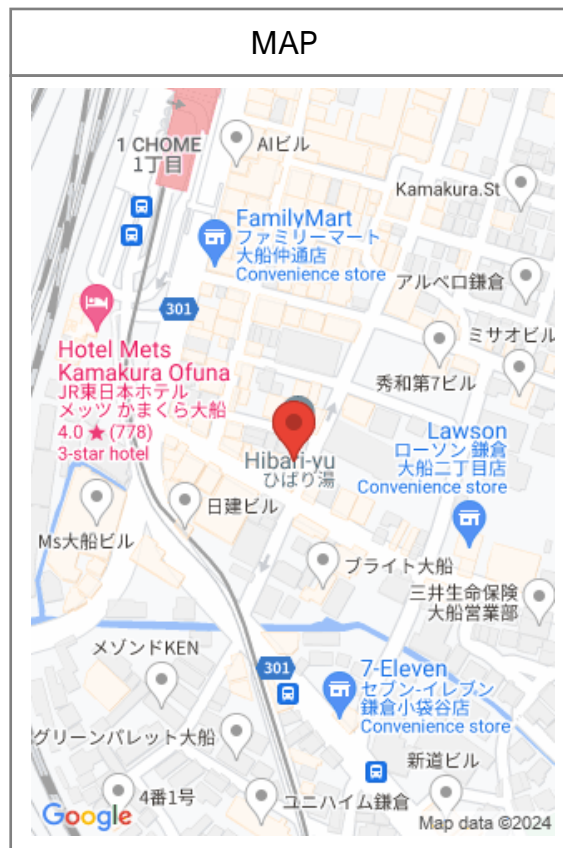 MAP
1 CHOME
1丁目
AIビル
Kamakura.St
FamilyMart
ファミリーマート
大船仲通店
Convenience store
アルベロ鎌倉
301
ミサオビル
Hotel Mets
Kamakura Ofuna
JR東日本ホテル
メッツ かまくら大船
4.0 ★ (778)
3-star hotel
秀和第7ビル
Lawson
ローソン 鎌倉
大船二丁目店
Convenience store
Hibari-yu
ひばり湯
日建ビル
Ms大船ビル
ブライト大船
三井生命保険
大船営業部
メゾンドKEN
301
7-Eleven
セブン-イレブン
鎌倉小袋谷店
Convenience store
グリーンバレット大船
新道ビル
4番1号
ユニハイム鎌倉
Google
Map data ©2024